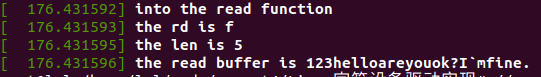 [  176.431592] into the read function
[  176.431593] the rd is f
[  176.431595] the len is 5
[  176.431596] the read buffer is 123helloareyouok?I`mfine.